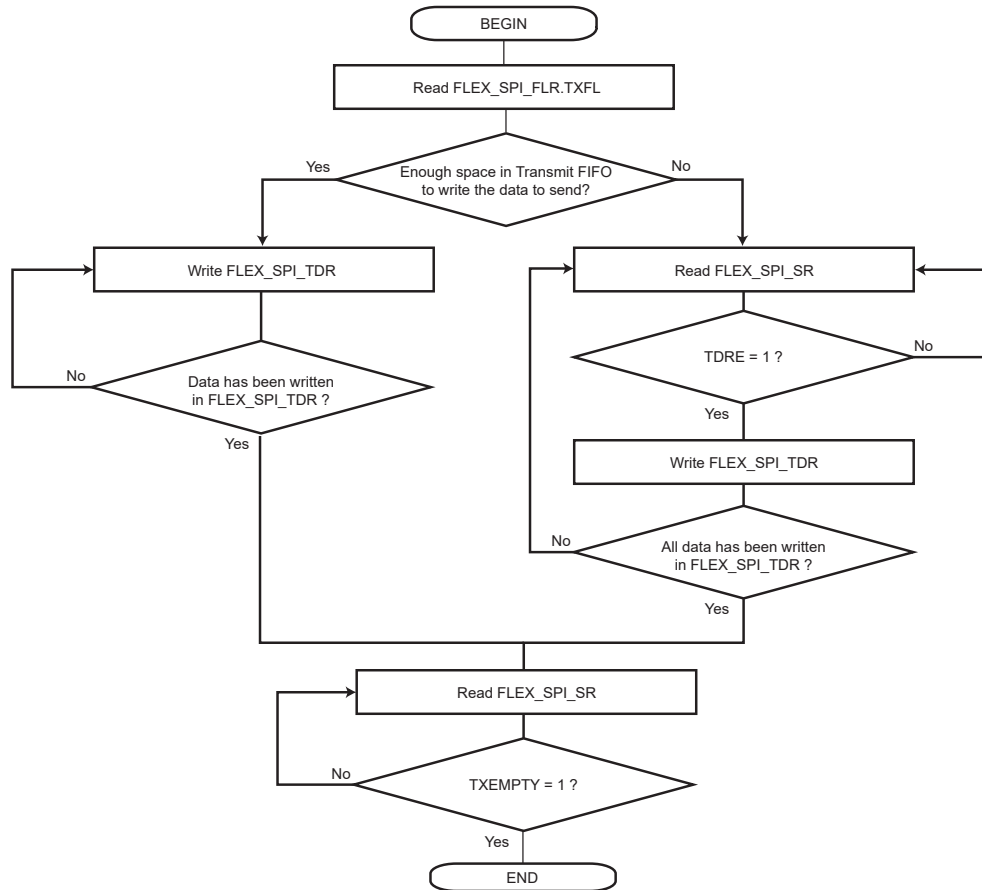 BEGIN
Read FLEX_SPI_FLR.TXFL
Yes
Enough space in Transmit FIFO
to write the data to send?
No
Write FLEX_SPI_TDR
Read FLEX_SPI_SR
No
Data has been written
in FLEX_SPI_TDR ?
Yes
TDRE = 1 ?
No
Yes
Write FLEX_SPI_TDR
No
All data has been written
in FLEX_SPI_TDR ?
Yes
Read FLEX_SPI_SR
No
TXEMPTY = 1 ?
Yes
END